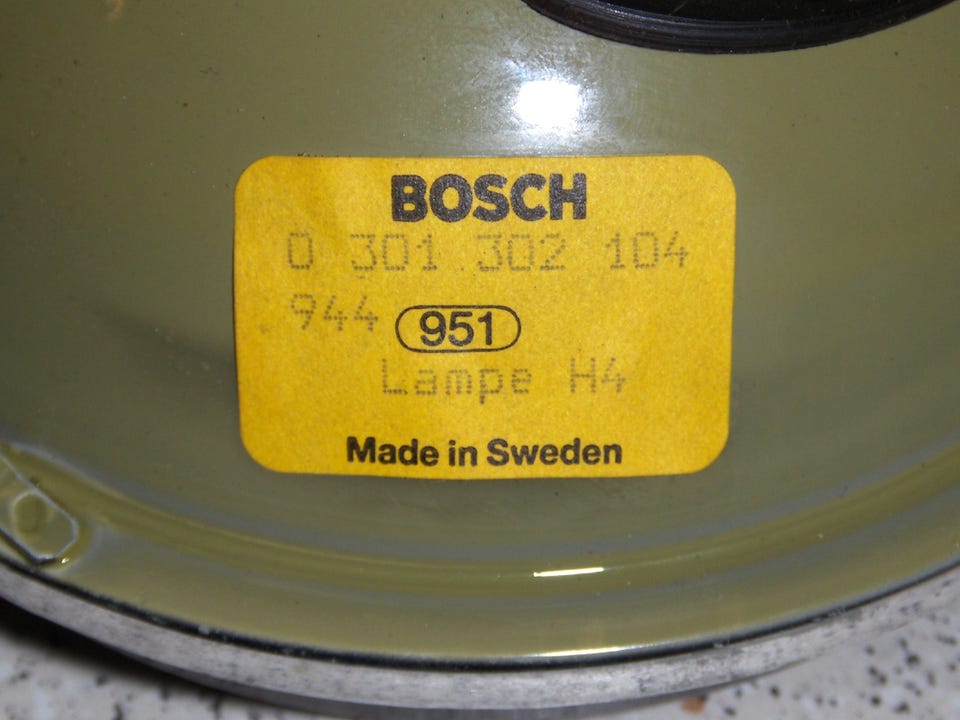 BOSCH
0 301 302 104
944 951
Lampe H4
Made in Sweden